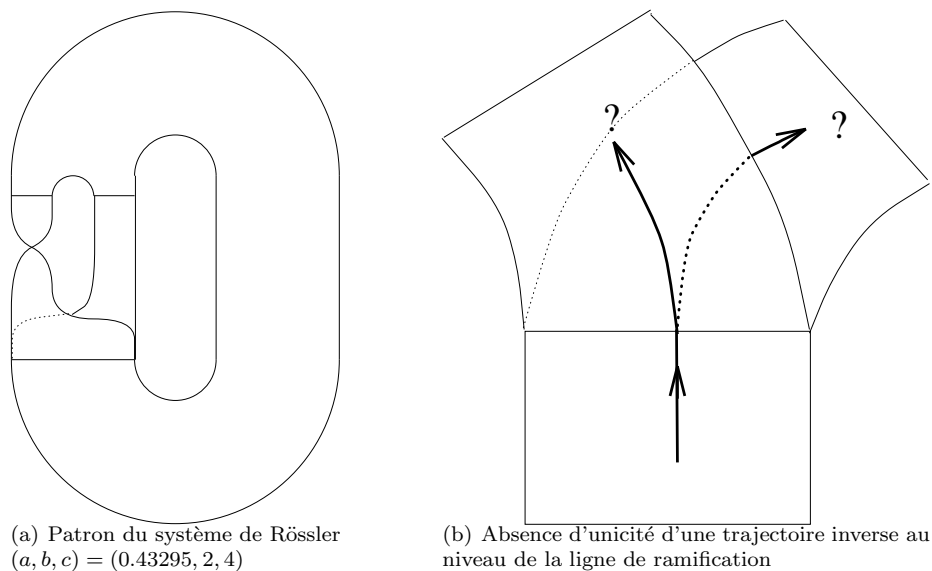 ?
?
(a) Patron du système de Rössler
(a, b, c) = (0.43295, 2, 4)
(b) Absence d'unicité d'une trajectoire inverse au
niveau de la ligne de ramification